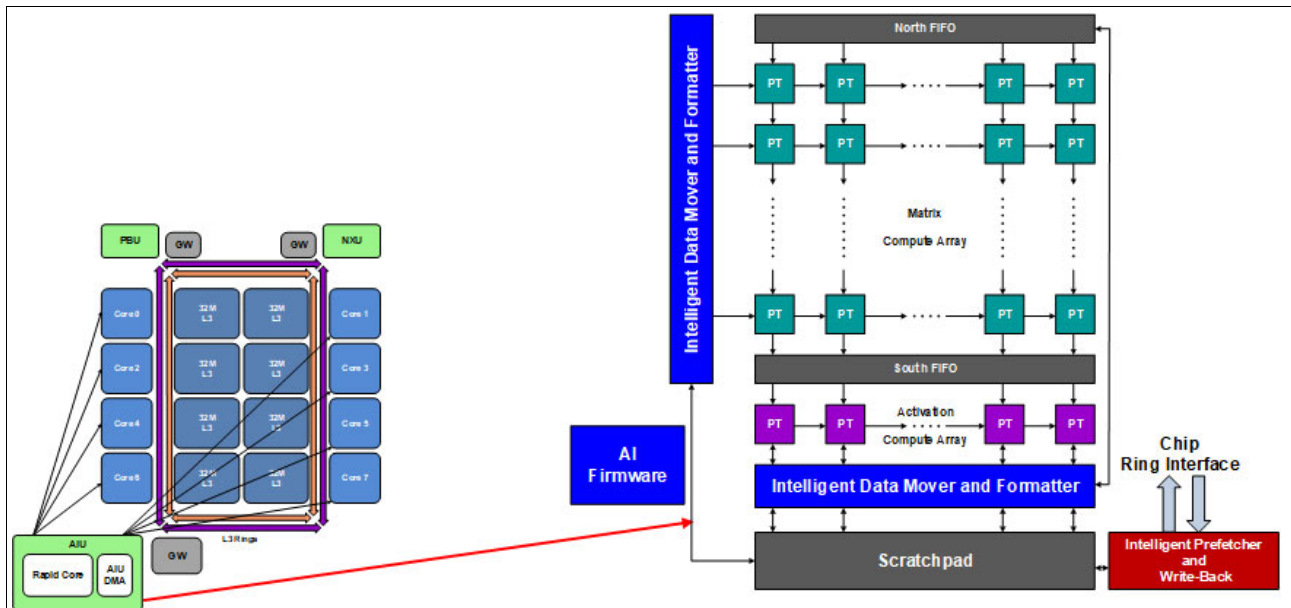 PBU
GW
GW
NXU
Core 0
32M
L3
32M
L3
Core 1
Core 2
32M
L3
32M
L3
Core 3
Core 4
32M
L3
32M
L3
Core 5
Core 6
32M
L3
32M
L3
Core 7
L3 Rings
AIU
Rapid Core
AIU
DMA
GW
Intelligent Data Mover and Formatter
North FIFO
PT
PT
PT
PT
PT
PT
PT
PT
Matrix
Compute Array
PT
PT
PT
PT
South FIFO
PT
PT
Activation
Compute Array
PT
PT
AI
Firmware
Intelligent Data Mover and Formatter
Chip
Ring Interface
Scratchpad
Intelligent Prefetcher
and
Write-Back